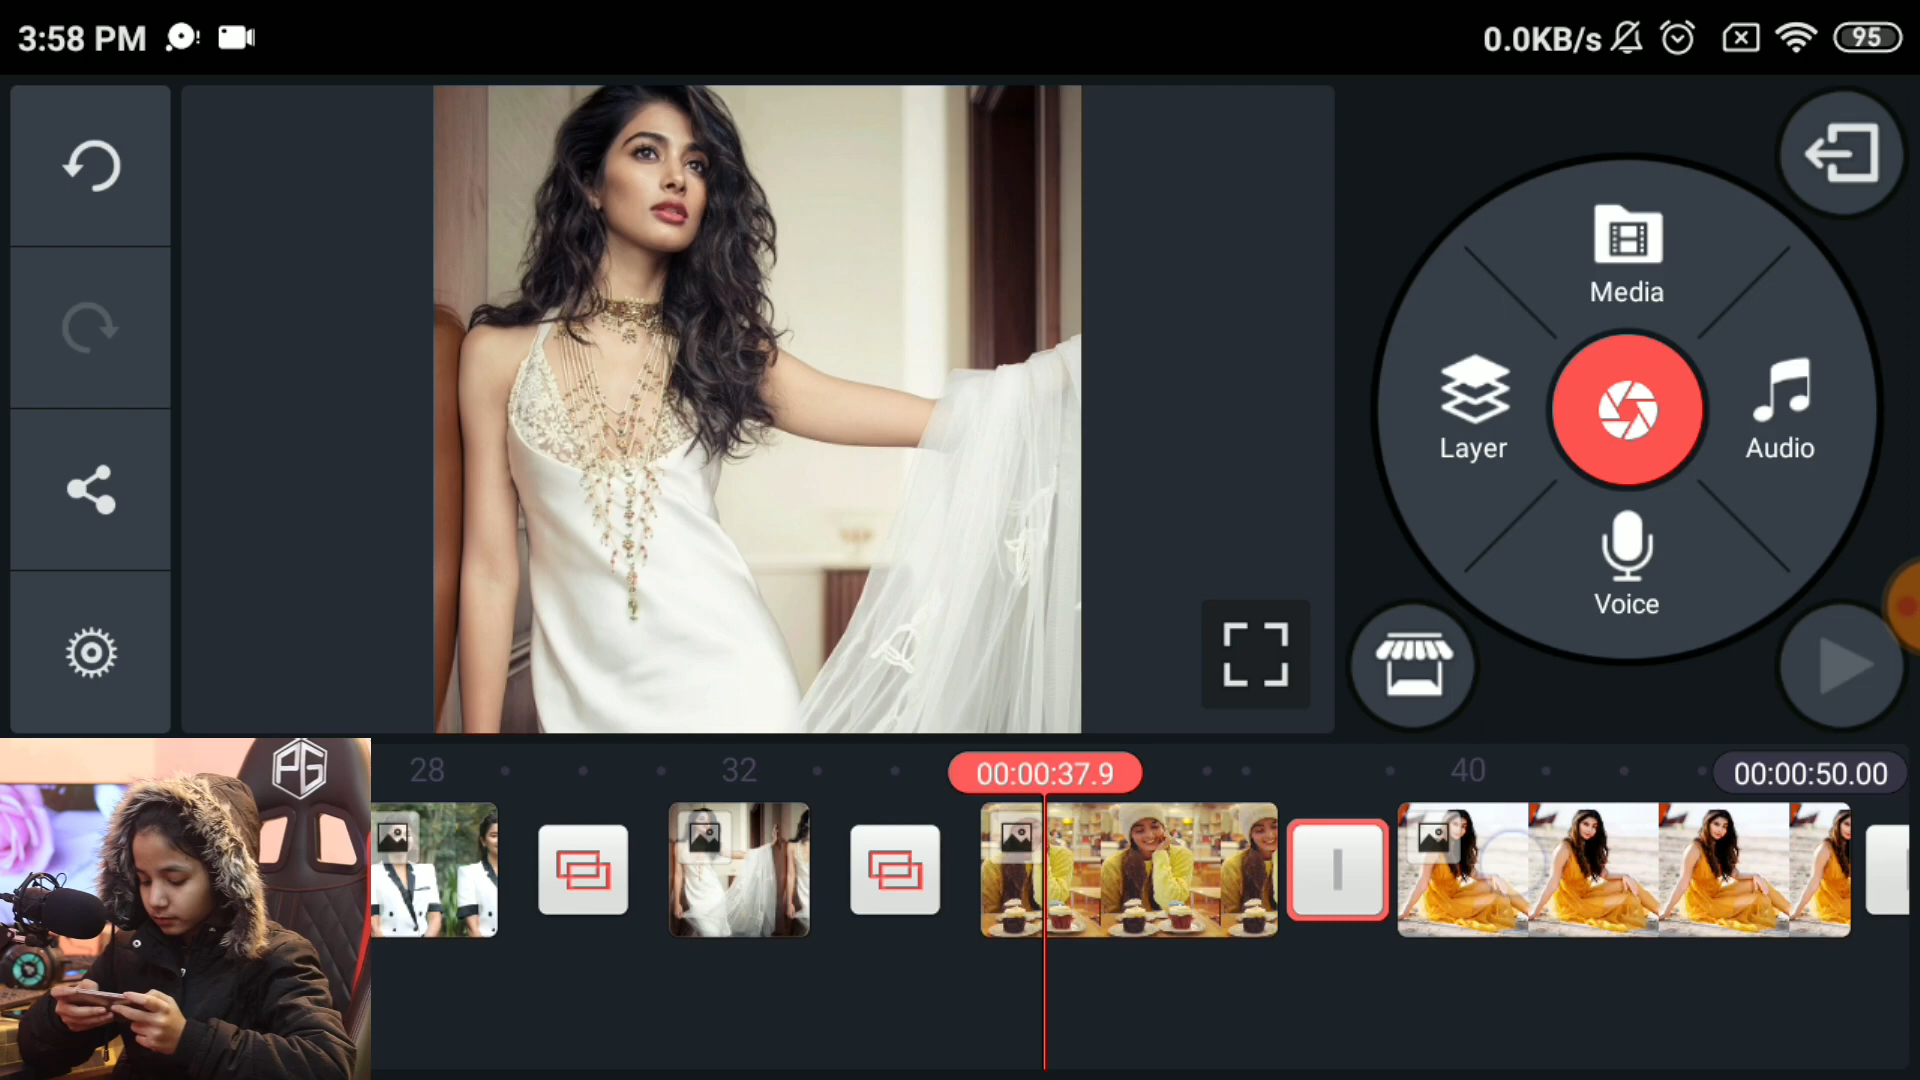 3:58 PM
0.0KB/s
95
Media
Layer
Audio
Voice
PG
28
32
00:00:37.9
40
00:00:50.00